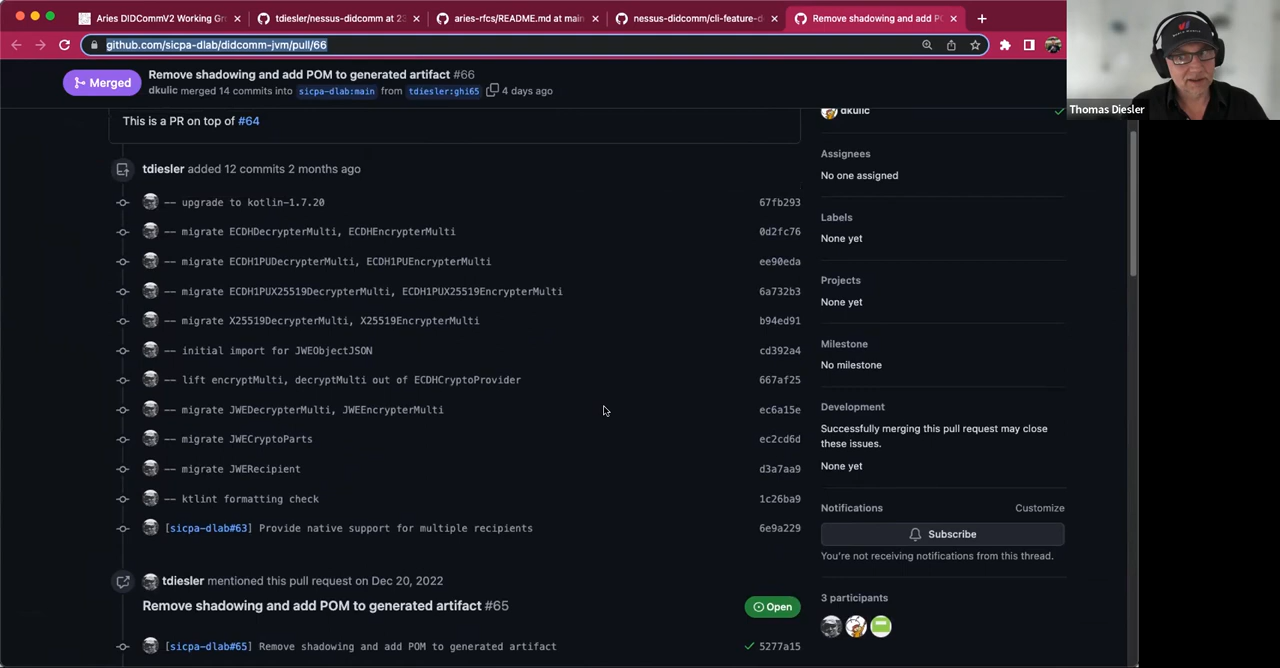 Aries DIDCommV2 Working Gr
tdiesler/nessus-didcomm at 23
aries-rfcs/README.md at main
nessus-didcomm/cli-feature-d
Remove shadowing and add PO
github.com/sicpa-dlab/didcomm-jvm/pull/66
Thomas Diesler
Merged
Remove shadowing and add POM to generated artifact #66
dkulic merged 14 commits into sicpa-dlab:main from tdiesler:ghi65 4 days ago
This is a PR on top of #64
tdiesler added 12 commits 2 months ago
—— upgrade to kotlin-1.7.20 67fb293
—— migrate ECDHDecrypterMulti, ECDHEncrypterMulti 0d2fc76
—— migrate ECDH1PUDecrypterMulti, ECDH1PUEncrypterMulti ee90eda
—— migrate ECDH1PUX25519DecrypterMulti, ECDH1PUX25519EncrypterMulti 6a732b3
—— migrate X25519DecrypterMulti, X25519EncrypterMulti b94ed91
—— initial import for JWEObjectJSON cd392a4
—— lift encryptMulti, decryptMulti out of ECDHCryptoProvider 667af25
—— migrate JWEDecrypterMulti, JWEEncrypterMulti ec6a15e
—— migrate JWECryptoParts ec2cd6d
—— migrate JWERecipient d3a7aa9
—— ktlint formatting check 1c26ba9
[sicpa-dlab#63] Provide native support for multiple recipients 6e9a229
tdiesler mentioned this pull request on Dec 20, 2022
Remove shadowing and add POM to generated artifact #65 Open
[sicpa-dlab#65] Remove shadowing and add POM to generated artifact 5277a15
dkulic
Assignees
No one assigned
Labels
None yet
Projects
None yet
Milestone
No milestone
Development
Successfully merging this pull request may close
these issues.
None yet
Notifications Customize
Subscribe
You're not receiving notifications from this thread.
3 participants